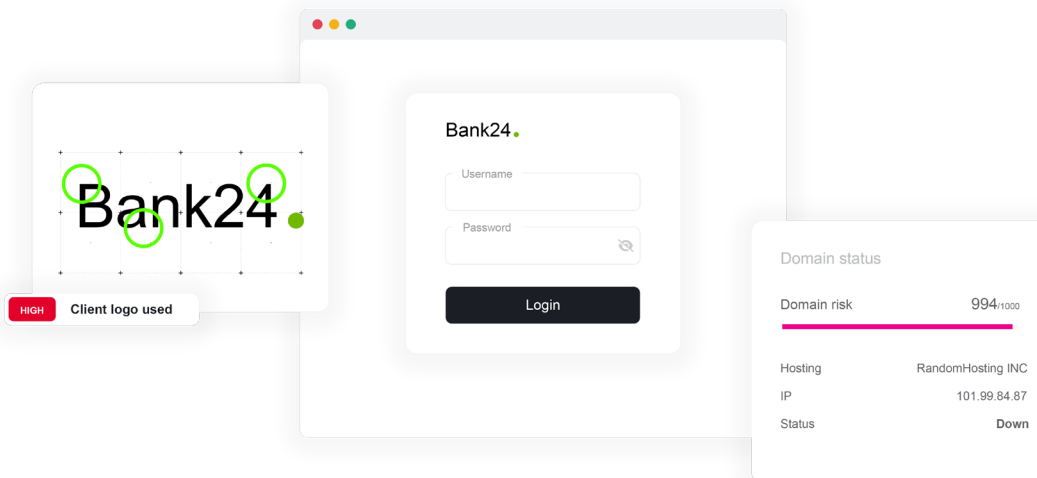 Bank24.
HIGH Client logo used
Bank24.
Username
Password
Login
Domain status
Domain risk 994/1000
Hosting RandomHosting INC
IP 101.99.84.87
Status Down